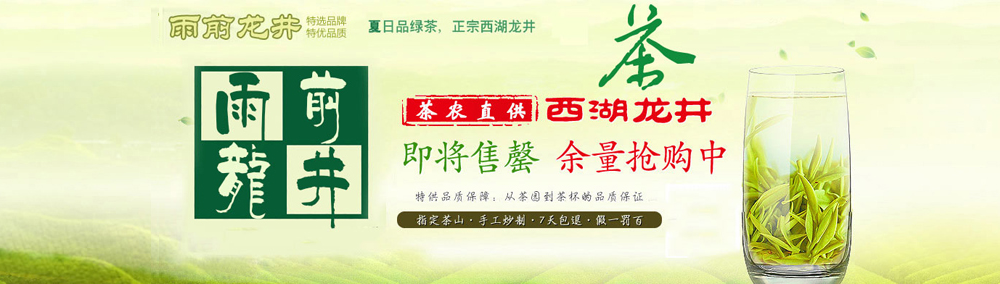 雨前龙井
特选品牌
特优品质
夏日品绿茶，正宗西湖龙井
茶
雨前
龍井
茶农直供 西湖龙井
即将售罄 余量抢购中
特供品质保障：从茶园到茶杯的品质保证
指定茶山·手工炒制·7天包退·假一罚百